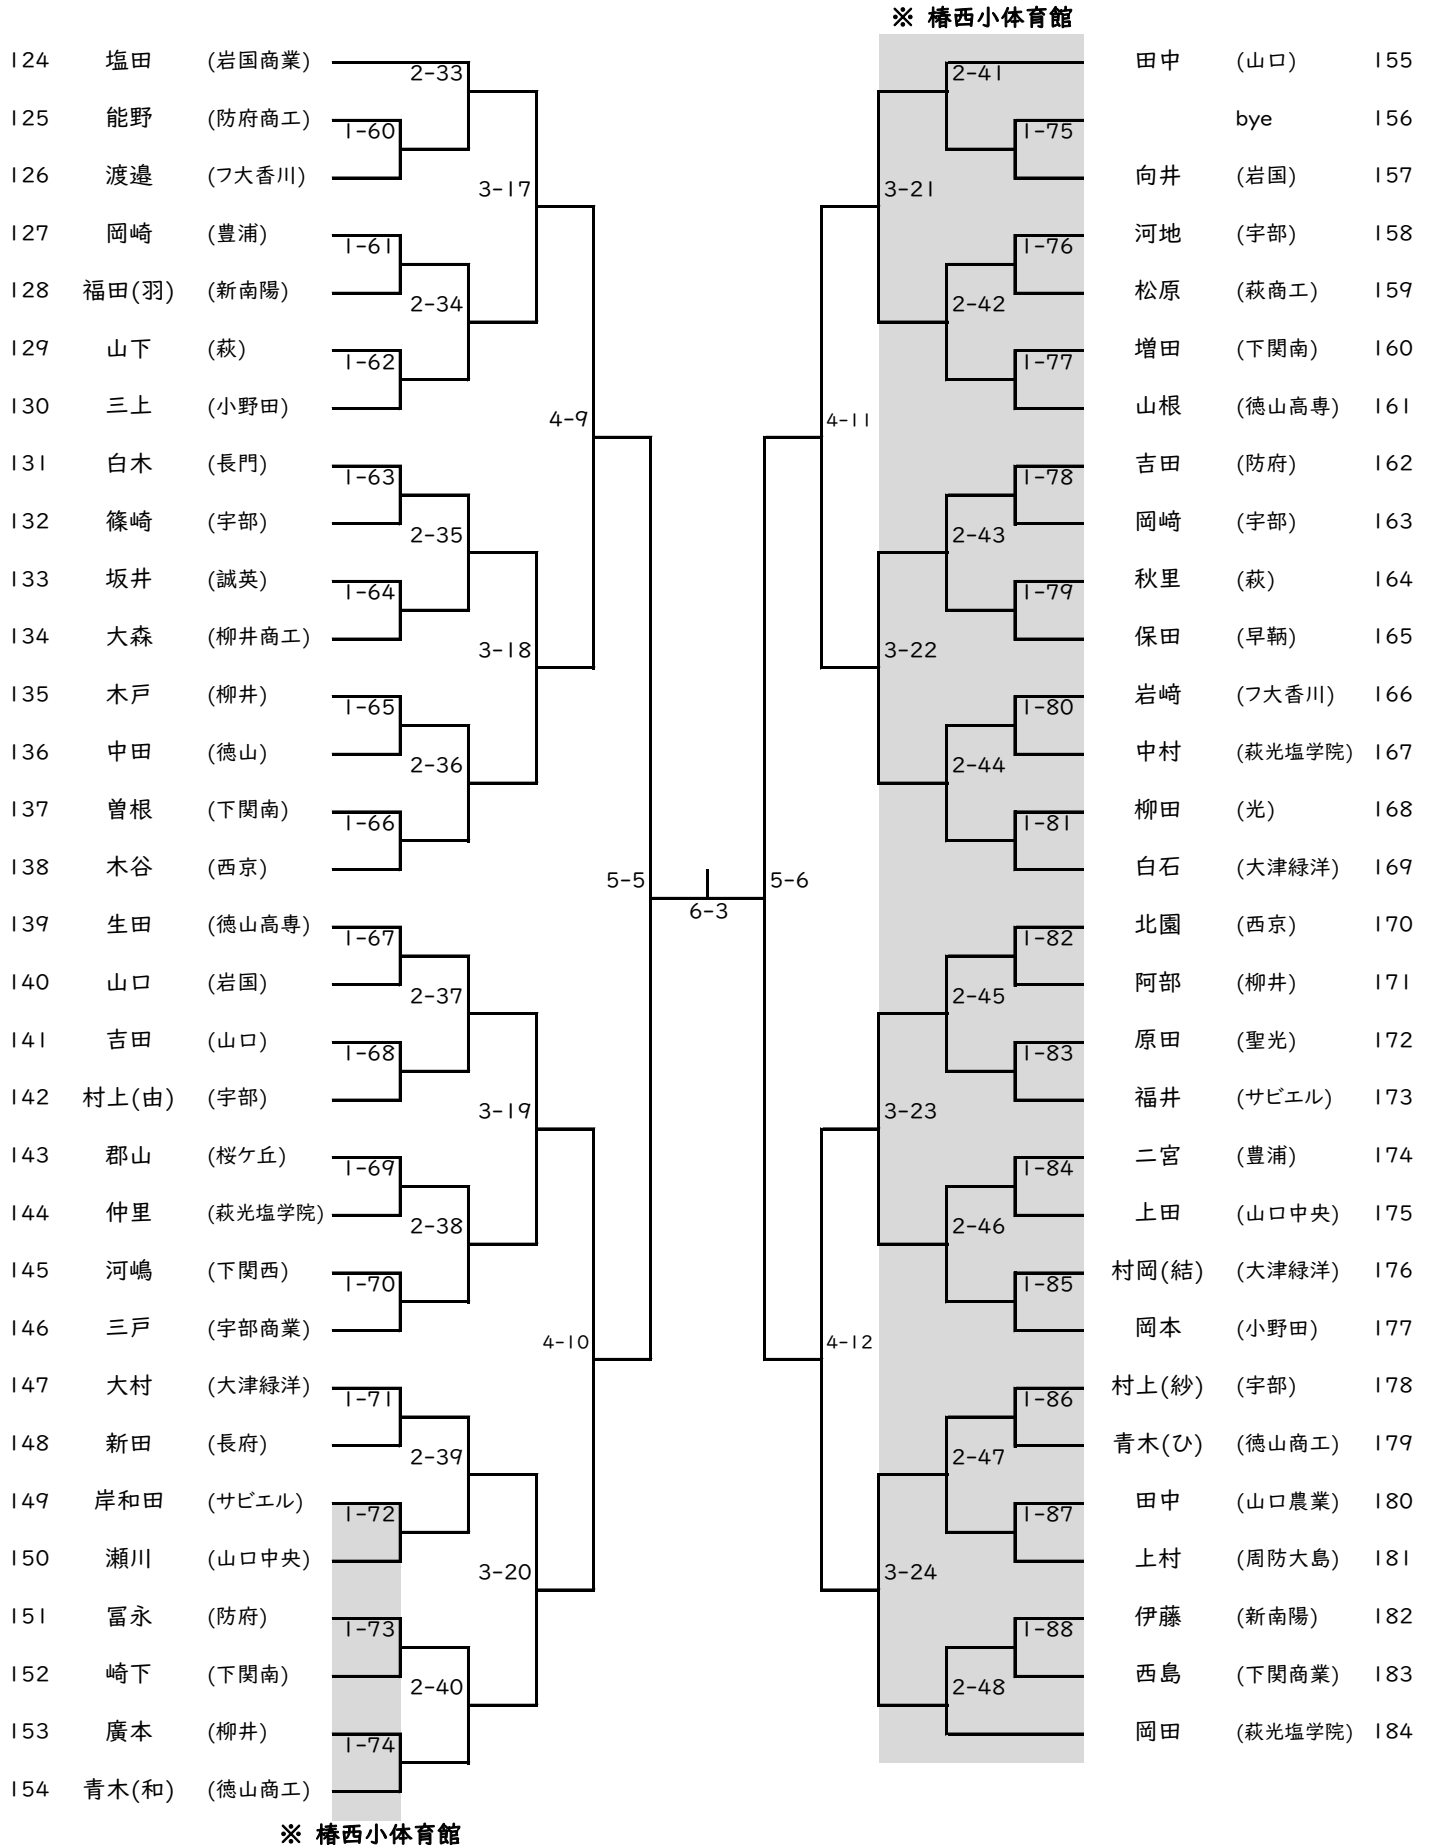 ※ 椿西小体育館
124 塩田 (岩国商業) 2-33 2-41 田中 (山口) 155
125 能野 (防府商工) 1-60 1-75 bye 156
126 渡邉 (フ大香川) 3-17 3-21 向井 (岩国) 157
127 岡崎 (豊浦) 1-61 1-76 河地 (宇部) 158
128 福田(羽) (新南陽) 2-34 2-42 松原 (萩商工) 159
129 山下 (萩) 1-62 1-77 増田 (下関南) 160
130 三上 (小野田) 4-9 4-11 山根 (徳山高専) 161
131 白木 (長門) 1-63 1-78 吉田 (防府) 162
132 篠崎 (宇部) 2-35 2-43 岡﨑 (宇部) 163
133 坂井 (誠英) 1-64 1-79 秋里 (萩) 164
134 大森 (柳井商工) 3-18 3-22 保田 (早鞆) 165
135 木戸 (柳井) 1-65 1-80 岩﨑 (フ大香川) 166
136 中田 (徳山) 2-36 2-44 中村 (萩光塩学院) 167
137 曽根 (下関南) 1-66 1-81 柳田 (光) 168
138 木谷 (西京) 5-5 6-3 5-6 白石 (大津緑洋) 169
139 生田 (徳山高専) 1-67 1-82 北園 (西京) 170
140 山口 (岩国) 2-37 2-45 阿部 (柳井) 171
141 吉田 (山口) 1-68 1-83 原田 (聖光) 172
142 村上(由) (宇部) 3-19 3-23 福井 (サビエル) 173
143 郡山 (桜ケ丘) 1-69 1-84 二宮 (豊浦) 174
144 仲里 (萩光塩学院) 2-38 2-46 上田 (山口中央) 175
145 河嶋 (下関西) 1-70 1-85 村岡(結) (大津緑洋) 176
146 三戸 (宇部商業) 4-10 4-12 岡本 (小野田) 177
147 大村 (大津緑洋) 1-71 1-86 村上(紗) (宇部) 178
148 新田 (長府) 2-39 2-47 青木(ひ) (徳山商工) 179
149 岸和田 (サビエル) 1-72 1-87 田中 (山口農業) 180
150 瀬川 (山口中央) 3-20 3-24 上村 (周防大島) 181
151 冨永 (防府) 1-73 1-88 伊藤 (新南陽) 182
152 崎下 (下関南) 2-40 2-48 西島 (下関商業) 183
153 廣本 (柳井) 1-74 岡田 (萩光塩学院) 184
154 青木(和) (徳山商工)
※ 椿西小体育館